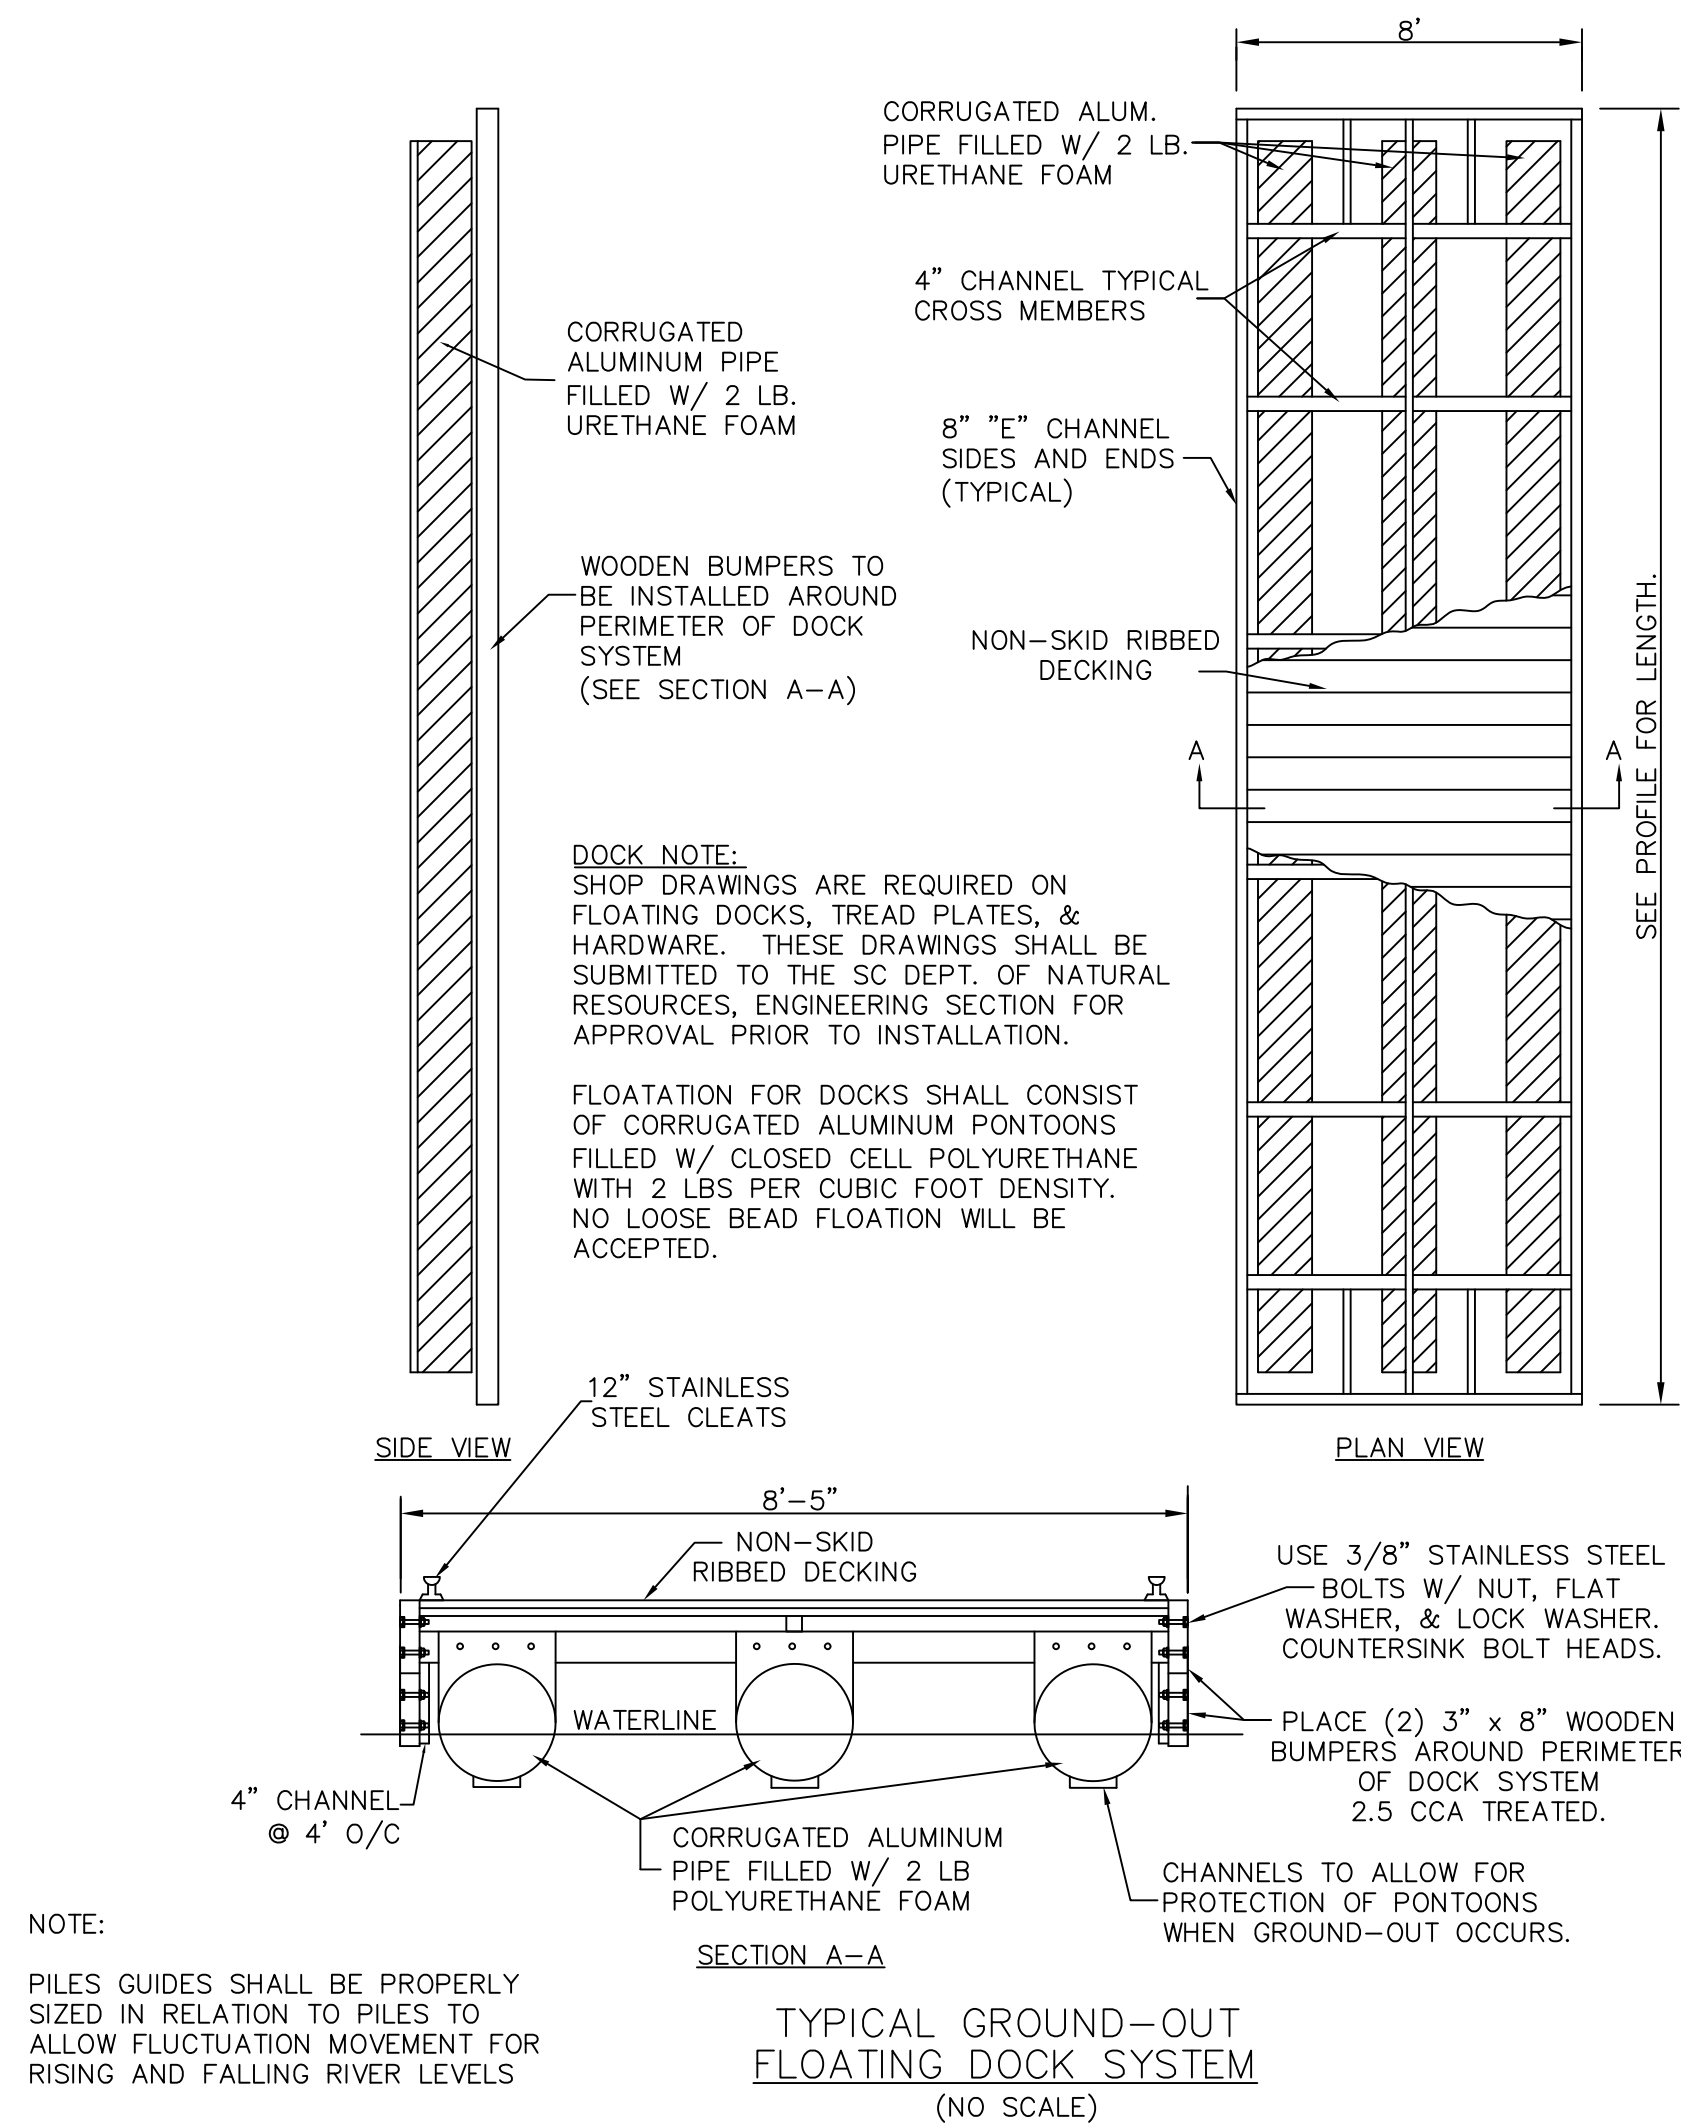 8'
CORRUGATED ALUM.
PIPE FILLED W/ 2 LB.
URETHANE FOAM
4” CHANNEL TYPICAL
CROSS MEMBERS
CORRUGATED
ALUMINUM PIPE
FILLED W/ 2 LB.
URETHANE FOAM
8” ”E” CHANNEL
SIDES AND ENDS
(TYPICAL)
WOODEN BUMPERS TO
BE INSTALLED AROUND
PERIMETER OF DOCK
SYSTEM
(SEE SECTION A-A)
NON-SKID RIBBED
DECKING
SEE PROFILE FOR LENGTH.
A
A
DOCK NOTE:
SHOP DRAWINGS ARE REQUIRED ON
FLOATING DOCKS, TREAD PLATES, &
HARDWARE. THESE DRAWINGS SHALL BE
SUBMITTED TO THE SC DEPT. OF NATURAL
RESOURCES, ENGINEERING SECTION FOR
APPROVAL PRIOR TO INSTALLATION.
FLOATATION FOR DOCKS SHALL CONSIST
OF CORRUGATED ALUMINUM PONTOONS
FILLED W/ CLOSED CELL POLYURETHANE
WITH 2 LBS PER CUBIC FOOT DENSITY.
NO LOOSE BEAD FLOATION WILL BE
ACCEPTED.
12” STAINLESS
STEEL CLEATS
SIDE VIEW
PLAN VIEW
8'-5”
NON-SKID
RIBBED DECKING
USE 3/8” STAINLESS STEEL
BOLTS W/ NUT, FLAT
WASHER, & LOCK WASHER.
COUNTERSINK BOLT HEADS.
WATERLINE
PLACE (2) 3” x 8” WOODEN
BUMPERS AROUND PERIMETER
OF DOCK SYSTEM
2.5 CCA TREATED.
4” CHANNEL
@ 4' O/C
CORRUGATED ALUMINUM
PIPE FILLED W/ 2 LB
POLYURETHANE FOAM
CHANNELS TO ALLOW FOR
PROTECTION OF PONTOONS
WHEN GROUND-OUT OCCURS.
SECTION A-A
NOTE:
PILES GUIDES SHALL BE PROPERLY
SIZED IN RELATION TO PILES TO
ALLOW FLUCTUATION MOVEMENT FOR
RISING AND FALLING RIVER LEVELS
TYPICAL GROUND-OUT
FLOATING DOCK SYSTEM
(NO SCALE)